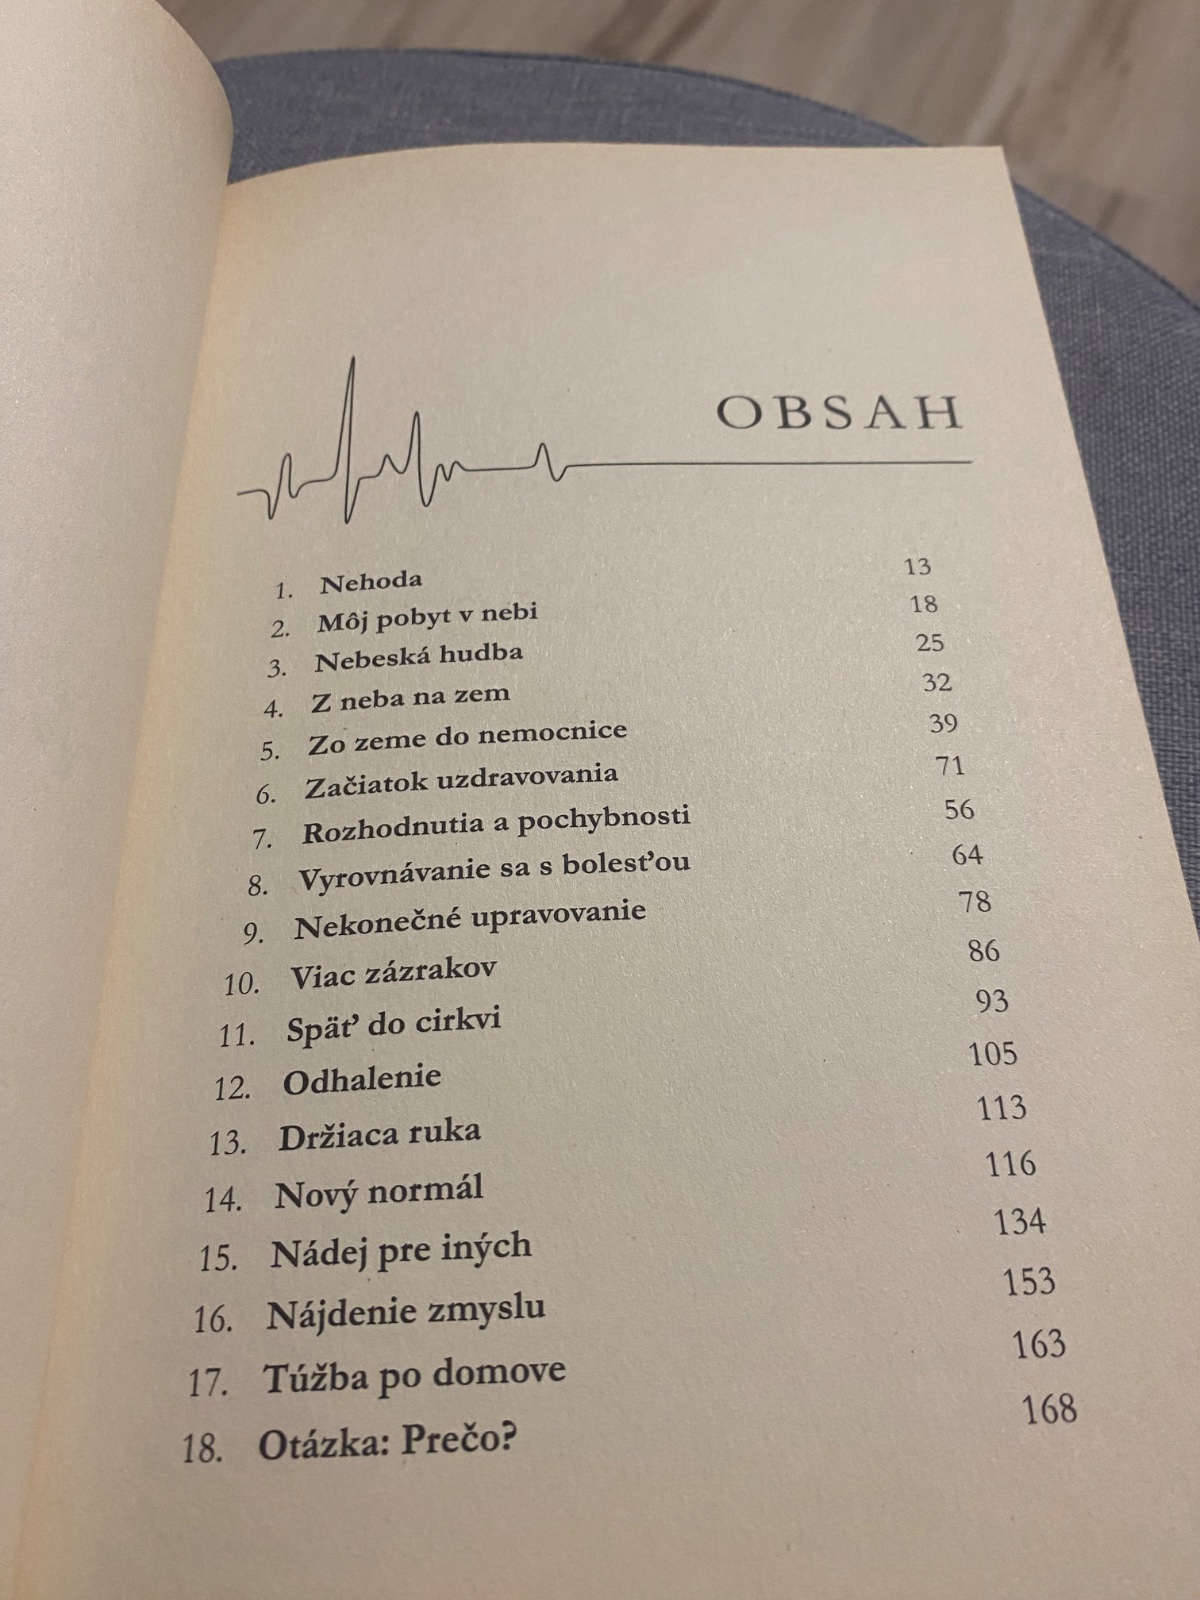 OBSAH
1. Nehoda 13
2. Môj pobyt v nebi 18
3. Nebeská hudba 25
4. Z neba na zem 32
5. Zo zeme do nemocnice 39
6. Začiatok uzdravovania 71
7. Rozhodnutia a pochybnosti 56
8. Vyrovnávanie sa s bolesťou 64
9. Nekonečné upravovanie 78
10. Viac zázrakov 86
11. Späť do cirkvi 93
12. Odhalenie 105
13. Držiaca ruka 113
14. Nový normál 116
15. Nádej pre iných 134
16. Nájdenie zmyslu 153
17. Túžba po domove 163
18. Otázka: Prečo? 168